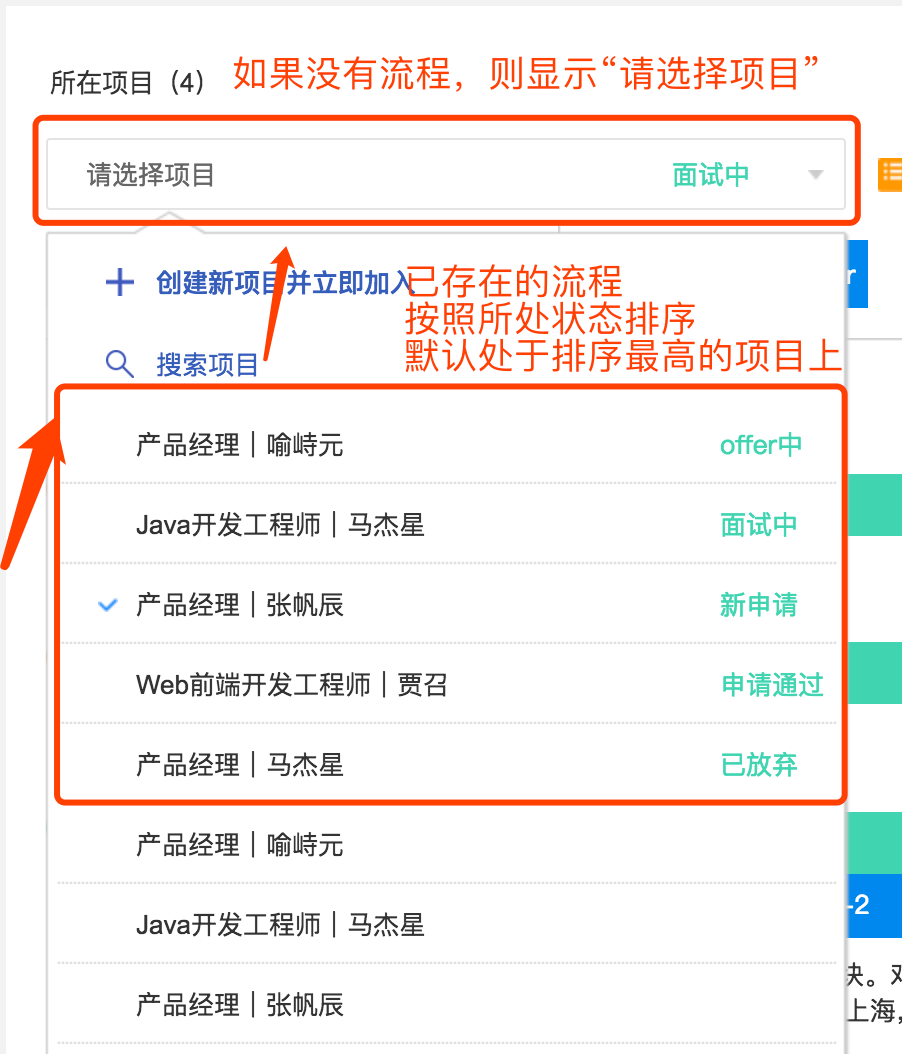 所在项目（4）
如果没有流程，则显示“请选择项目”
请选择项目 面试中
创建新项目并立即加入
已存在的流程
按照所处状态排序
搜索项目
默认处于排序最高的项目上
产品经理｜喻峙元 offer中
Java开发工程师｜马杰星 面试中
产品经理｜张帆辰 新申请
Web前端开发工程师｜贾召 申请通过
产品经理｜马杰星 已放弃
产品经理｜喻峙元
-2
Java开发工程师｜马杰星
产品经理｜张帆辰
上海,